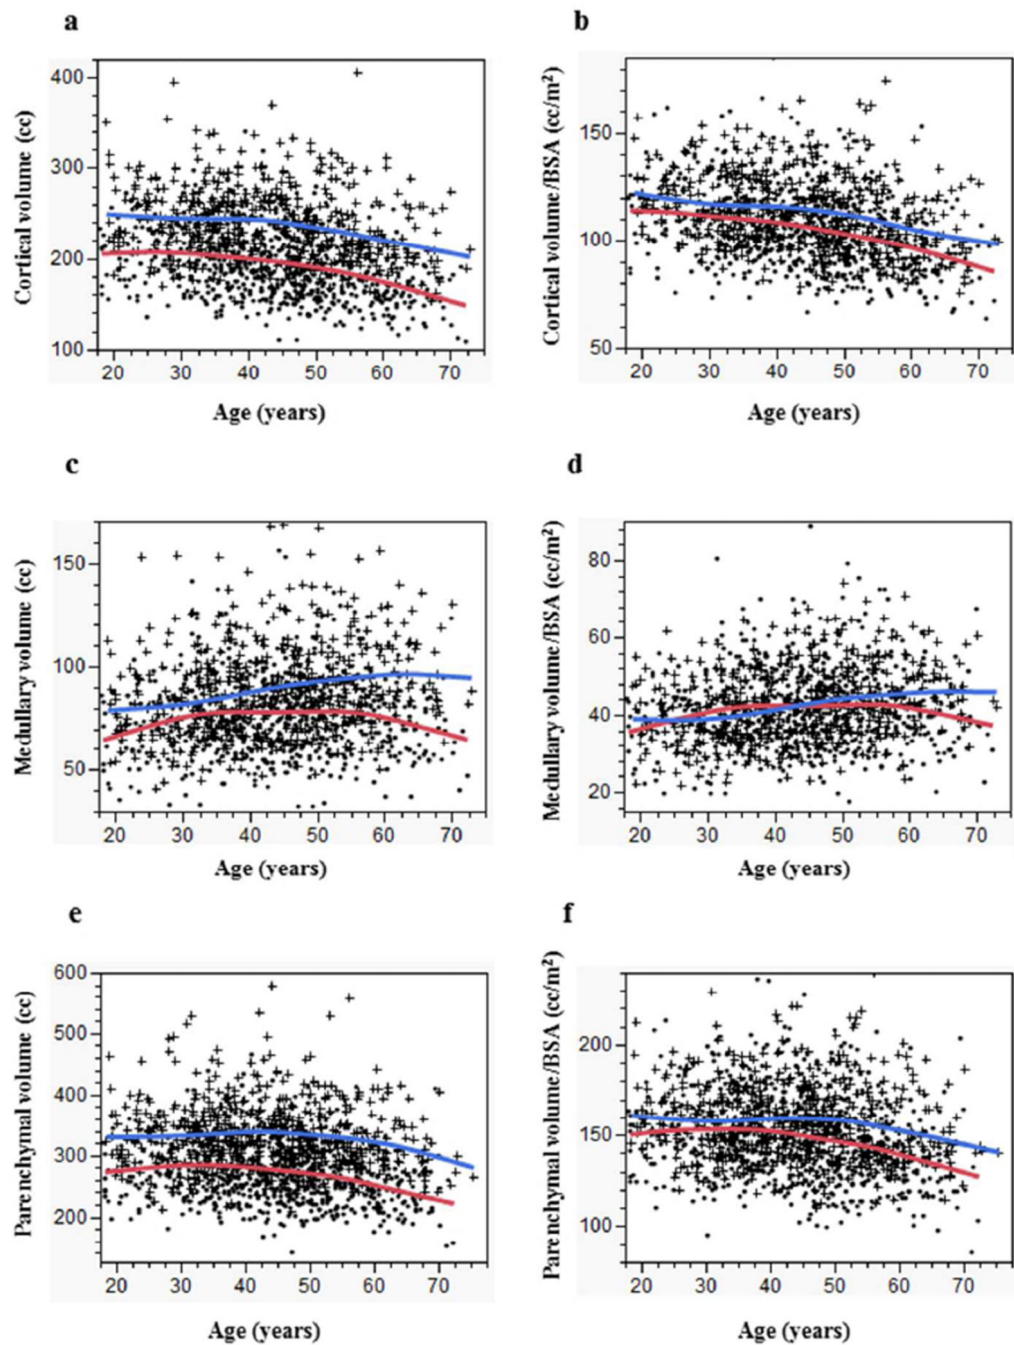 a
Cortical volume (cc)
400
300
200
100
20 30 40 50 60 70
Age (years)
b
Cortical volume/BSA (cc/m²)
150
100
50
20 30 40 50 60 70
Age (years)
c
Medullary volume (cc)
150
100
50
20 30 40 50 60 70
Age (years)
d
Medullary volume/BSA (cc/m²)
80
60
40
20
20 30 40 50 60 70
Age (years)
e
Parenchymal volume (cc)
600
500
400
300
200
20 30 40 50 60 70
Age (years)
f
Parenchymal volume/BSA (cc/m²)
200
150
100
20 30 40 50 60 70
Age (years)